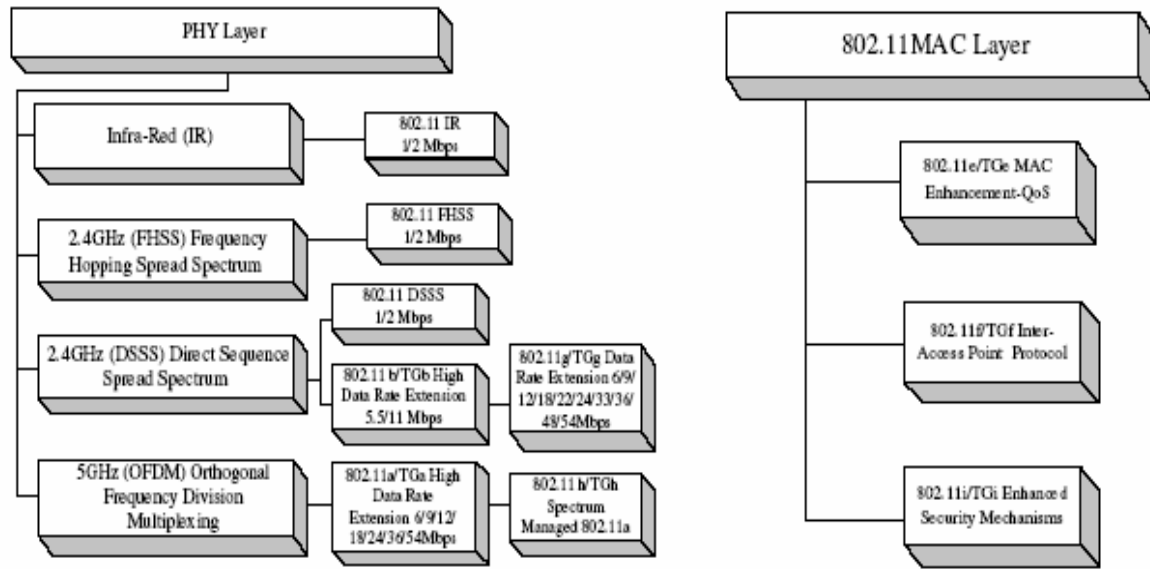 PHY Layer
Infra-Red (IR)
802.11 IR
1/2 Mbps
2.4GHz (FHSS) Frequency
Hopping Spread Spectrum
802.11 FHSS
1/2 Mbps
2.4GHz (DSSS) Direct Sequence
Spread Spectrum
802.11 DSSS
1/2 Mbps
802.11 b/TGb High
Data Rate Extension
5.5/11 Mbps
802.11g/TGg Data
Rate Extension 6/9/
12/18/22/24/33/36/
48/54Mbps
5GHz (OFDM) Orthogonal
Frequency Division
Multiplexing
802.11a/TGa High
Data Rate
Extension 6/9/12/
18/24/36/54Mbps
802.11 h/TGh
Spectrum
Managed 802.11a
802.11MAC Layer
802.11e/TGe MAC
Enhancement-QoS
802.11f/TGf Inter-
Access Point Protocol
802.11i/TGi Enhanced
Security Mechanisms